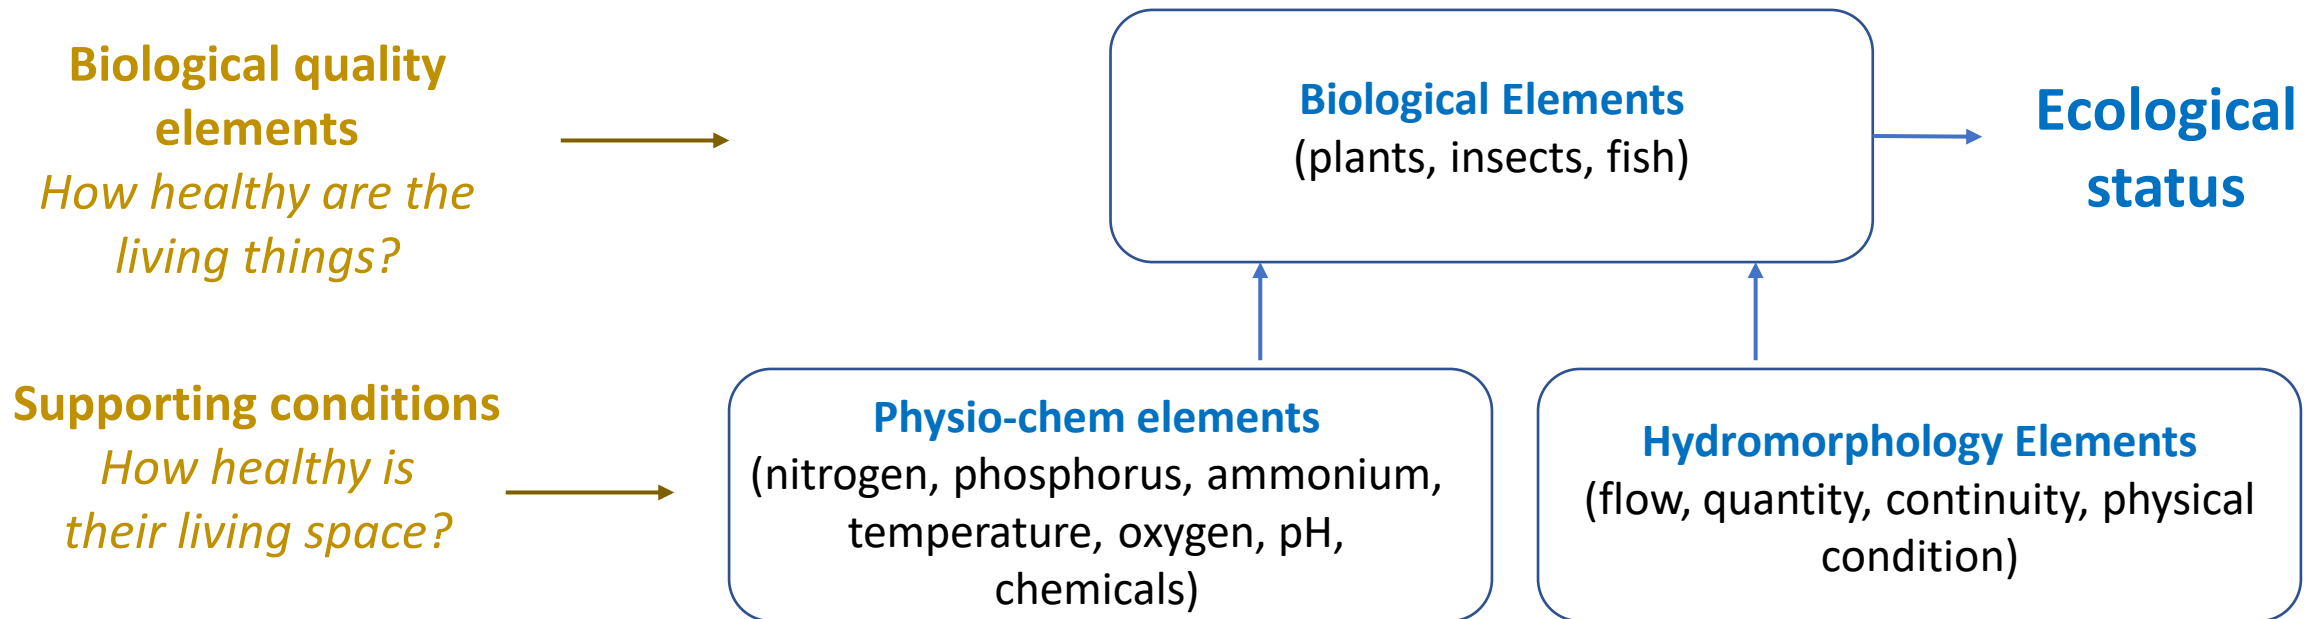 Biological quality
elements
How healthy are the
living things?
Biological Elements
(plants, insects, fish)
Ecological
status
Supporting conditions
How healthy is
their living space?
Physio-chem elements
(nitrogen, phosphorus, ammonium,
temperature, oxygen, pH,
chemicals)
Hydromorphology Elements
(flow, quantity, continuity, physical
condition)